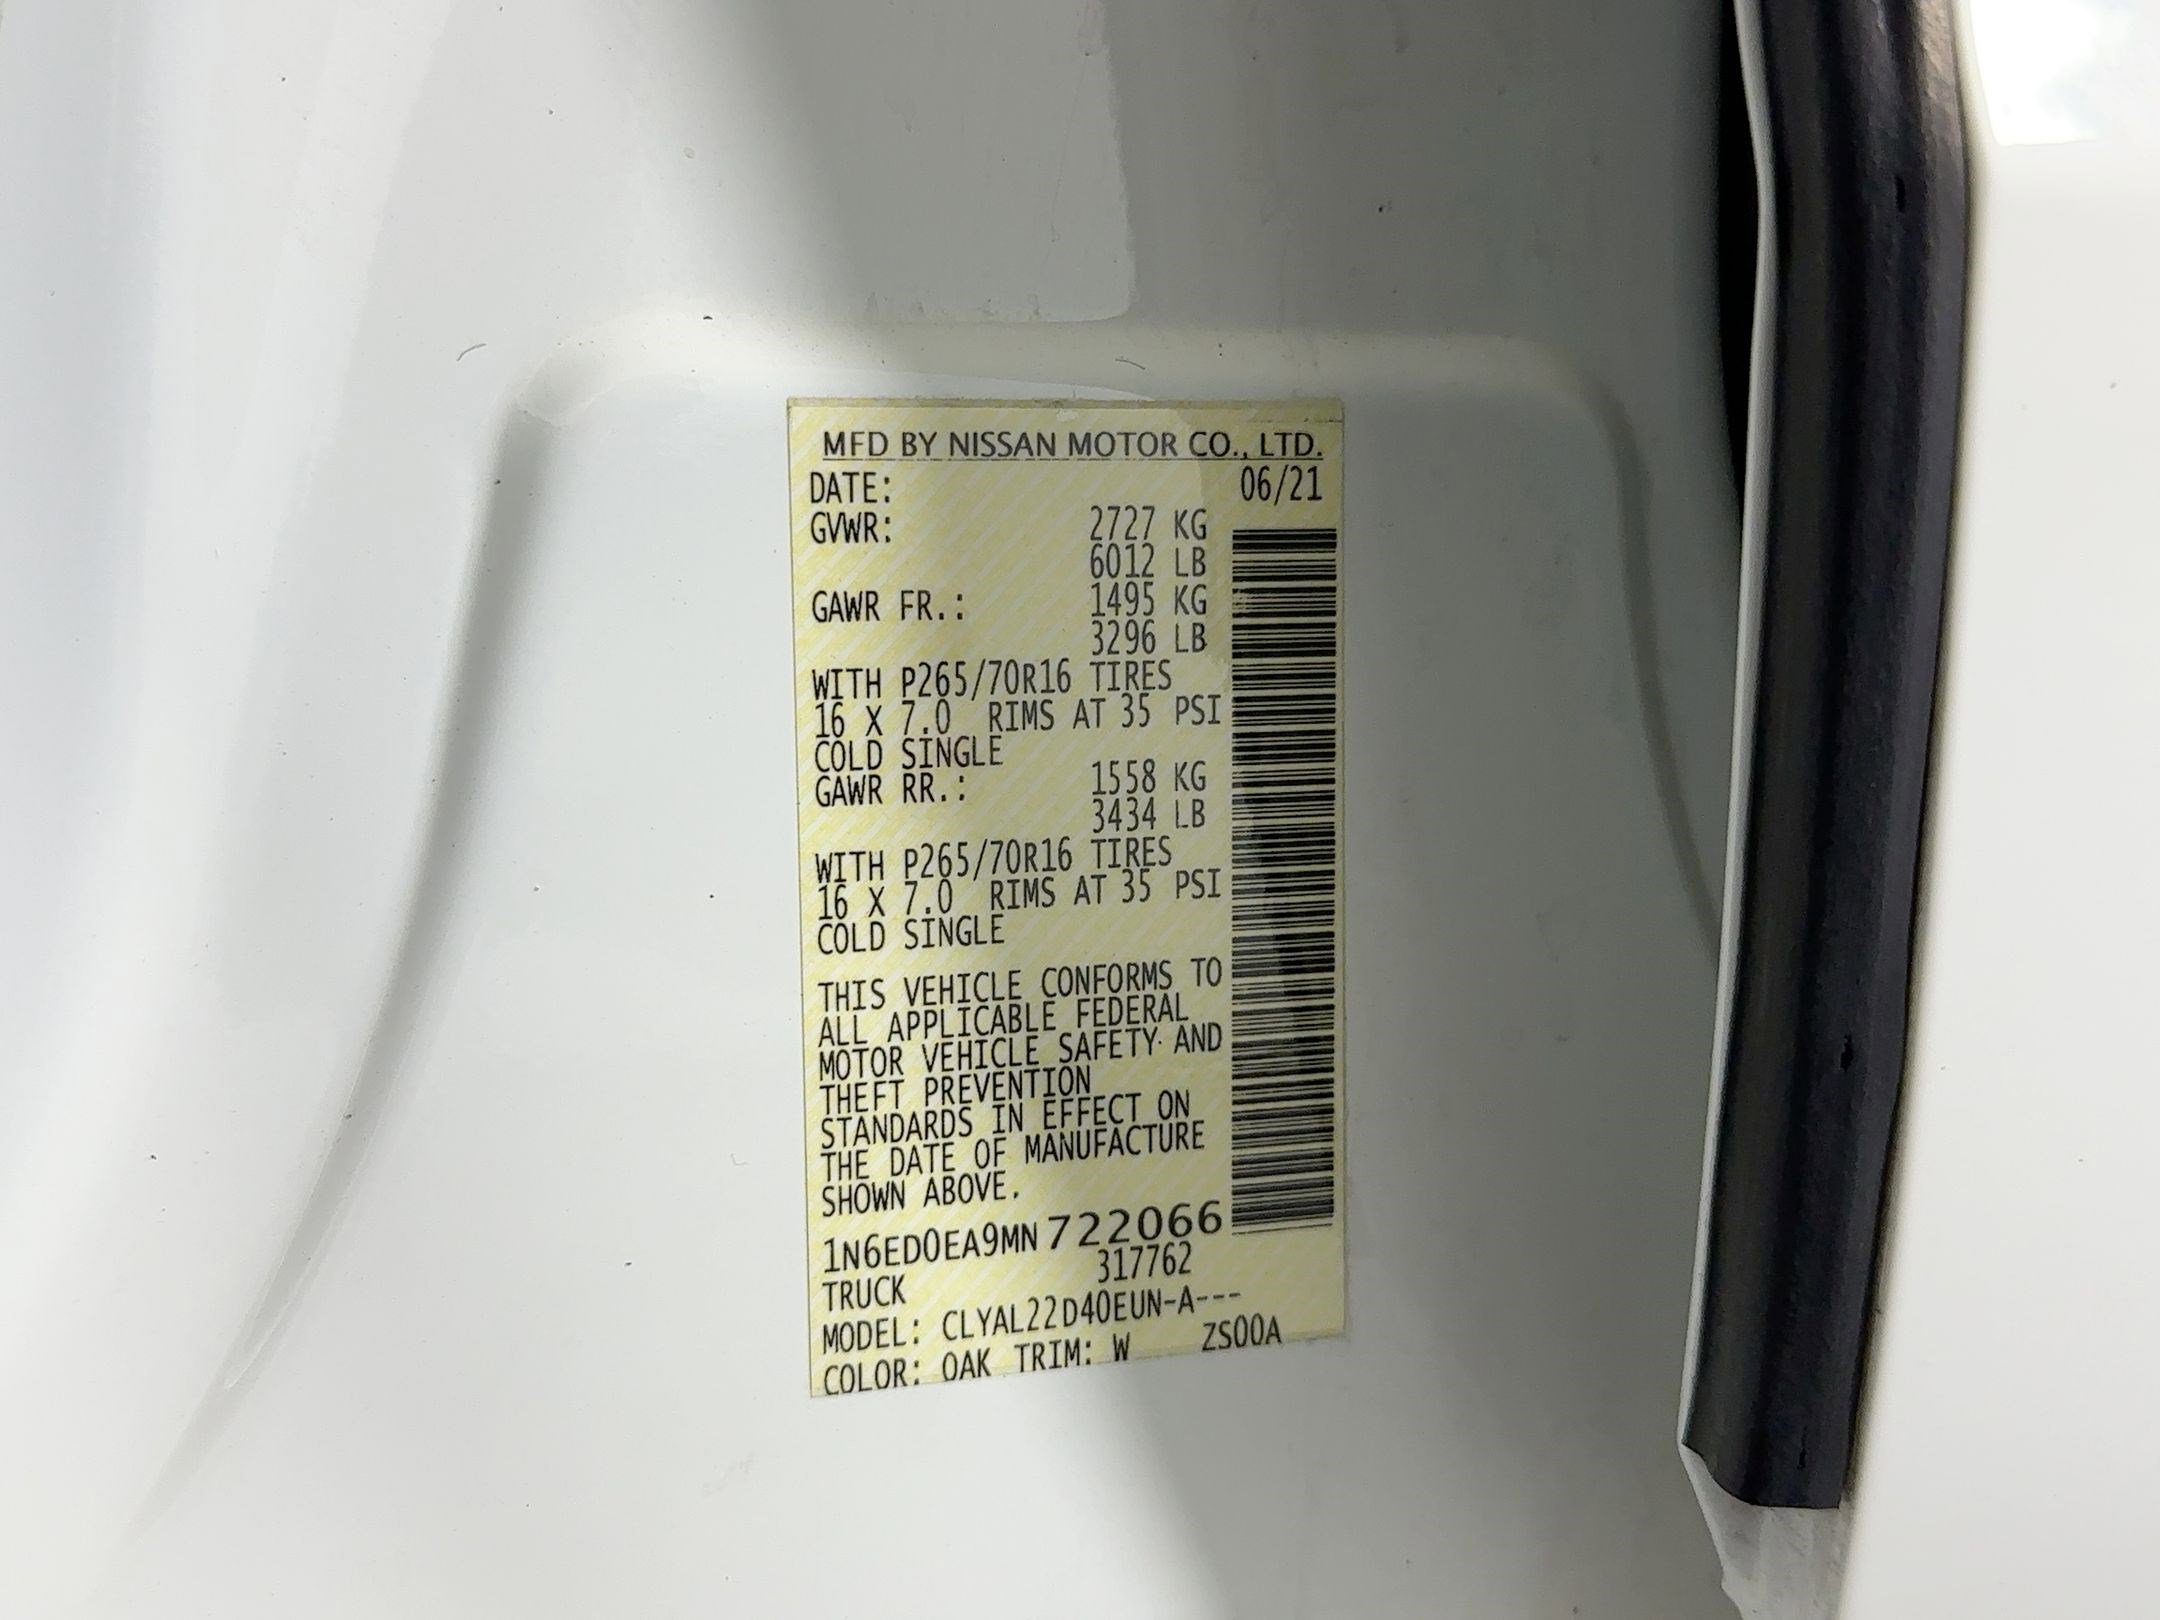 MFD BY NISSAN MOTOR CO., LTD.
DATE: 06/21
GVWR: 2727 KG
6012 LB
GAWR FR.: 1495 KG
3296 LB
WITH P265/70R16 TIRES
16 X 7.0 RIMS AT 35 PSI
COLD SINGLE
GAWR RR.: 1558 KG
3434 LB
WITH P265/70R16 TIRES
16 X 7.0 RIMS AT 35 PSI
COLD SINGLE
THIS VEHICLE CONFORMS TO
ALL APPLICABLE FEDERAL
MOTOR VEHICLE SAFETY AND
THEFT PREVENTION
STANDARDS IN EFFECT ON
THE DATE OF MANUFACTURE
SHOWN ABOVE.
1N6ED0EA9MN722066
TRUCK 317762
MODEL: CLYAL22D40EUN-A---
COLOR: QAK TRIM: W ZS00A